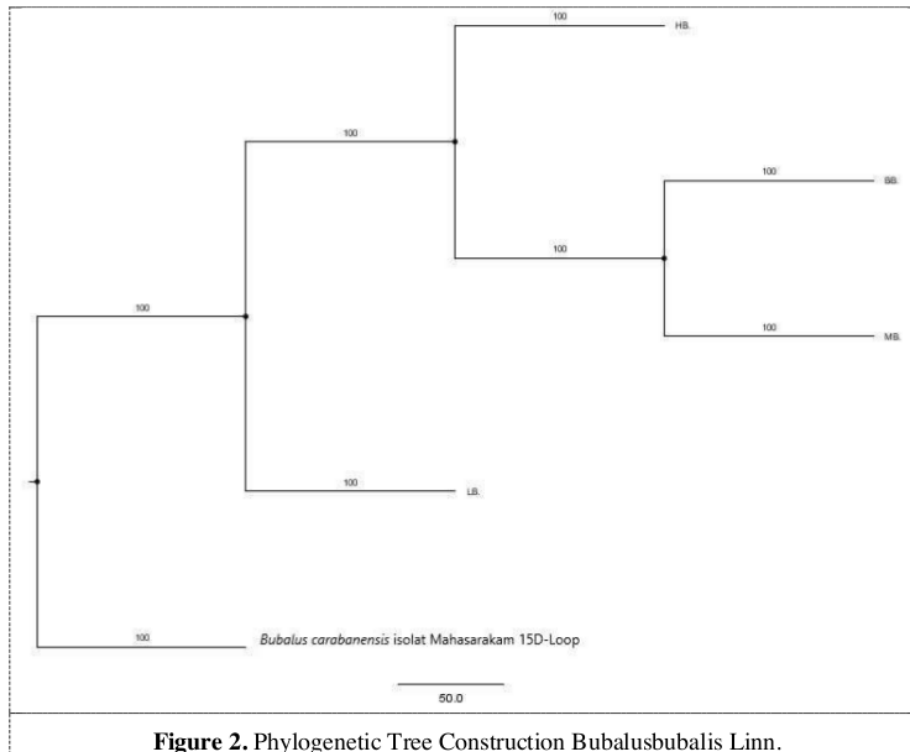 100
HB.
100
100
BB.
100
100
100
MB.
100
LB.
100
Bubalus carabanensis isolat Mahasarakam 15D-Loop
50.0
Figure 2. Phylogenetic Tree Construction Bubalusbubalis Linn.